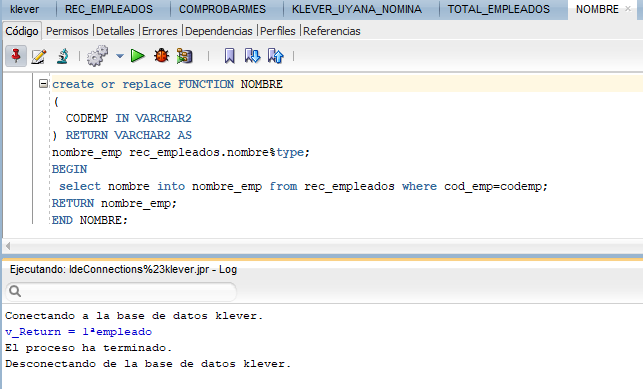 klever REC_EMPLEADOS COMPROBARMES KLEVER_UYANA_NOMINA TOTAL_EMPLEADOS NOMBRE
Código Permisos Detalles Errores Dependencias Perfiles Referencias
create or replace FUNCTION NOMBRE
(
CODEMP IN VARCHAR2
) RETURN VARCHAR2 AS
nombre_emp rec_empleados.nombre%type;
BEGIN
select nombre into nombre_emp from rec_empleados where cod_emp=codemp;
RETURN nombre_emp;
END NOMBRE;
Ejecutando: IdeConnections%23klever.jpr - Log
Conectando a la base de datos klever.
v_Return = 1ªempleado
El proceso ha terminado.
Desconectando de la base de datos klever.